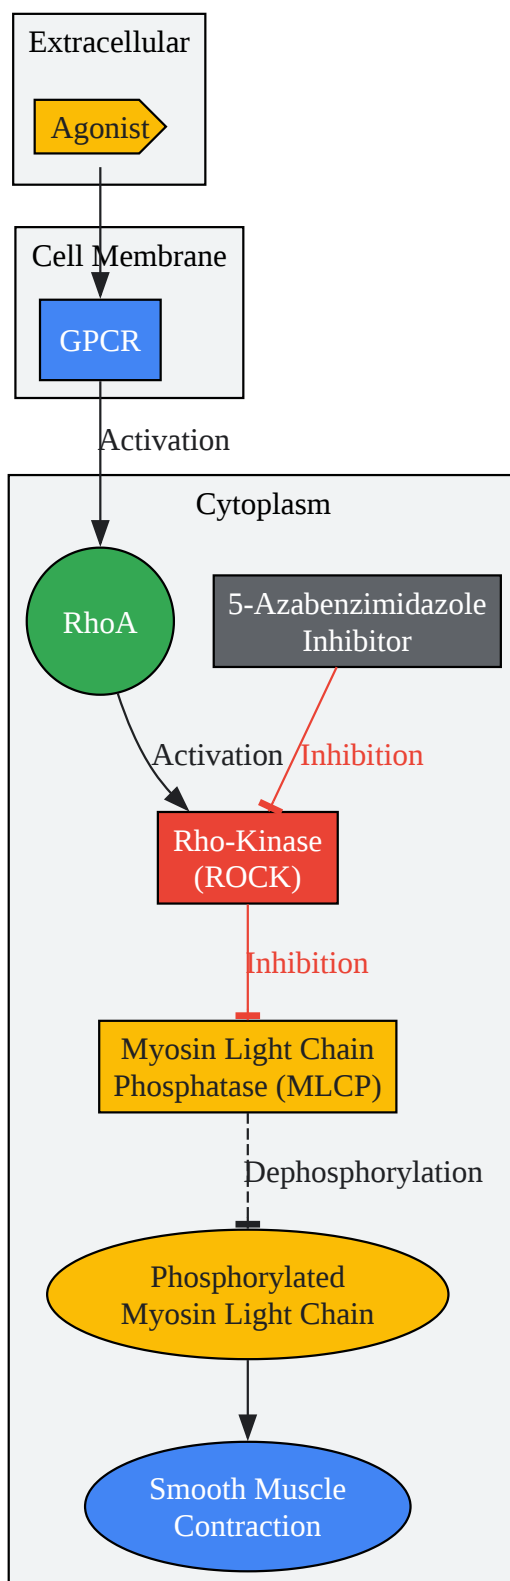 Extracellular
Agonist
Cell Membrane
GPCR
Activation
Cytoplasm
RhoA
5-Azabenzimidazole
Inhibitor
Activation
Inhibition
Rho-Kinase
(ROCK)
Inhibition
Myosin Light Chain
Phosphatase (MLCP)
Dephosphorylation
Phosphorylated
Myosin Light Chain
Smooth Muscle
Contraction